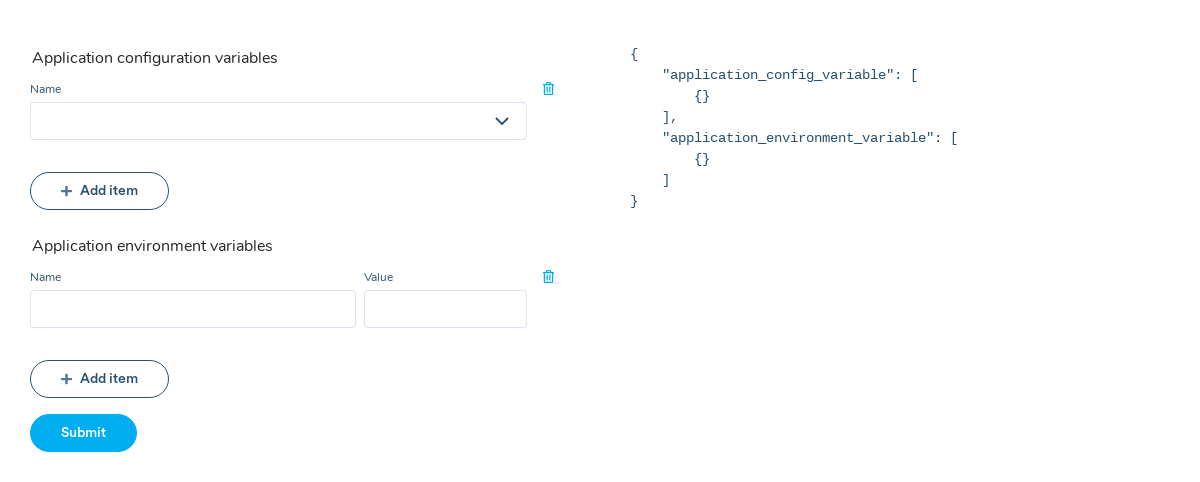 Application configuration variables
Name
Add item
Application environment variables
Name Value
Add item
Submit
{
    "application_config_variable": [
        {}
    ],
    "application_environment_variable": [
        {}
    ]
}